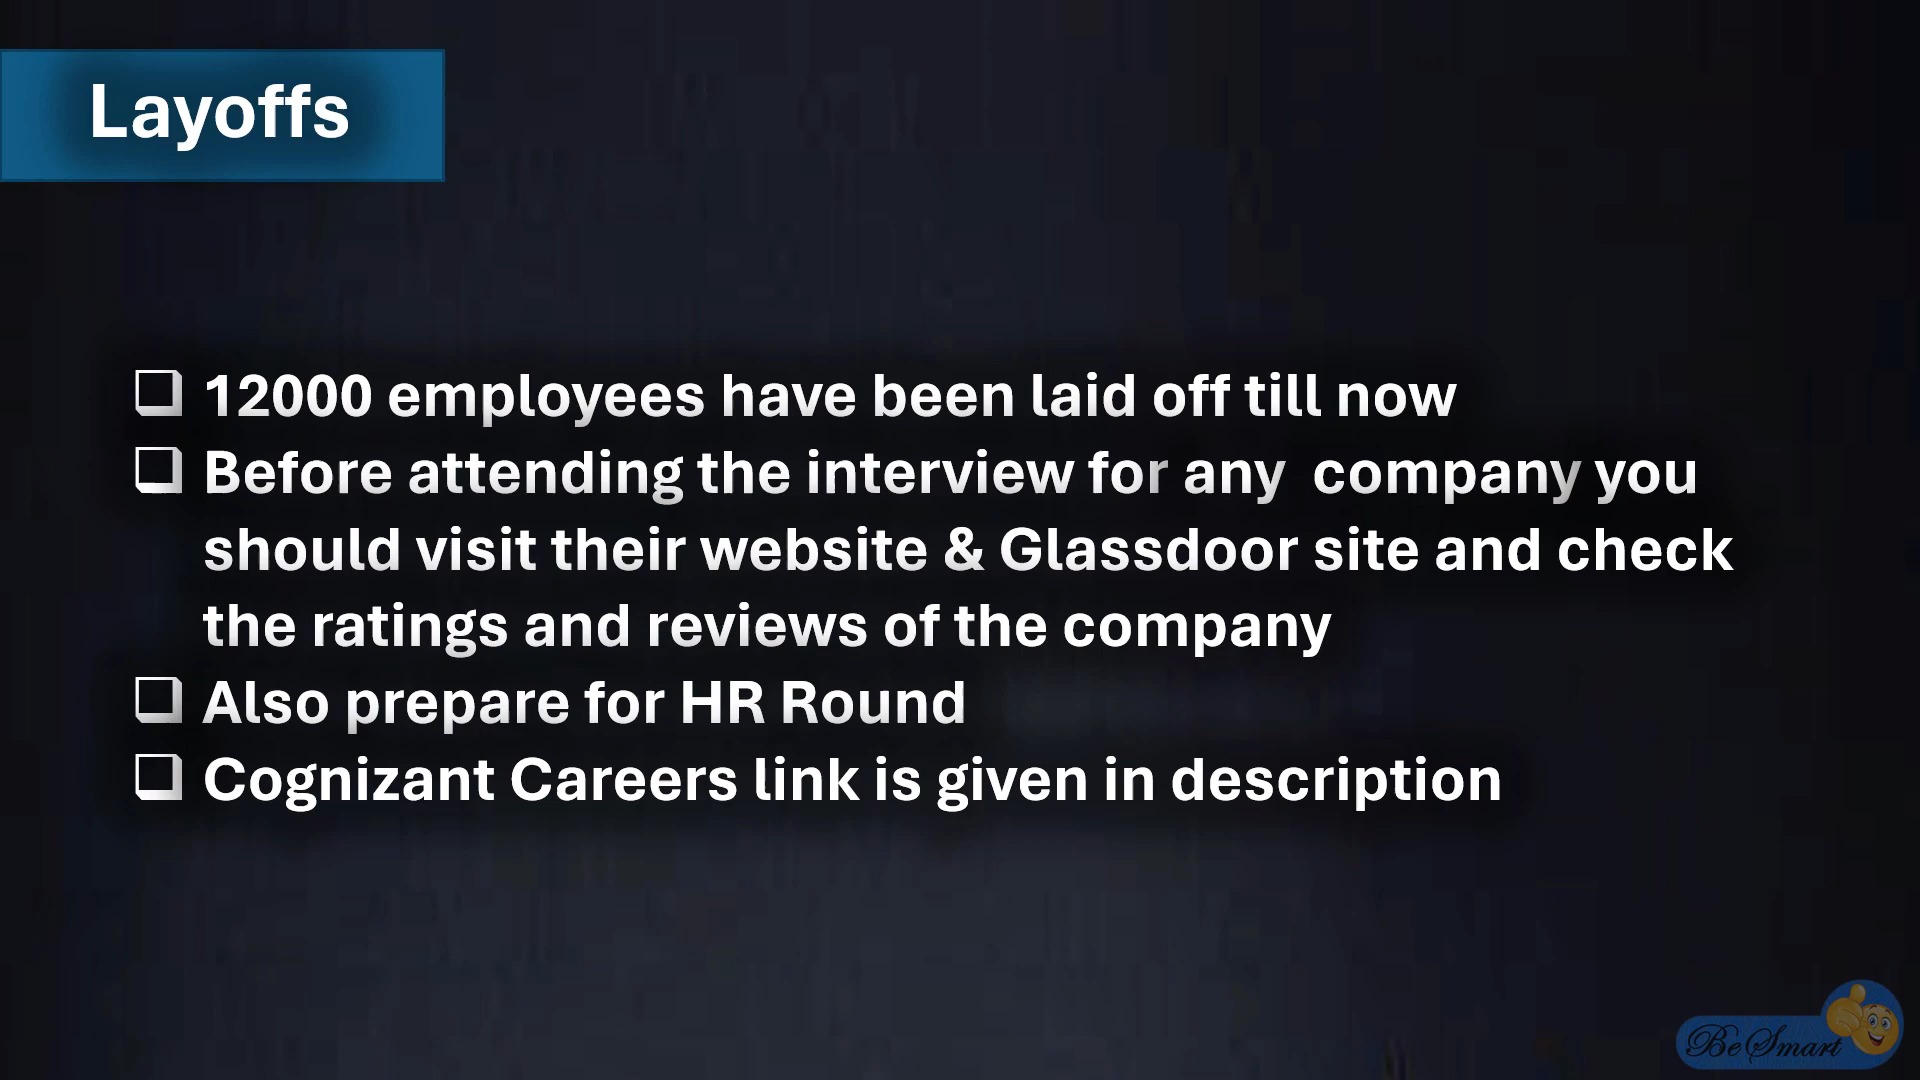 Layoffs
12000 employees have been laid off till now
Before attending the interview for any company you
should visit their website & Glassdoor site and check
the ratings and reviews of the company
Also prepare for HR Round
Cognizant Careers link is given in description
Be Smart